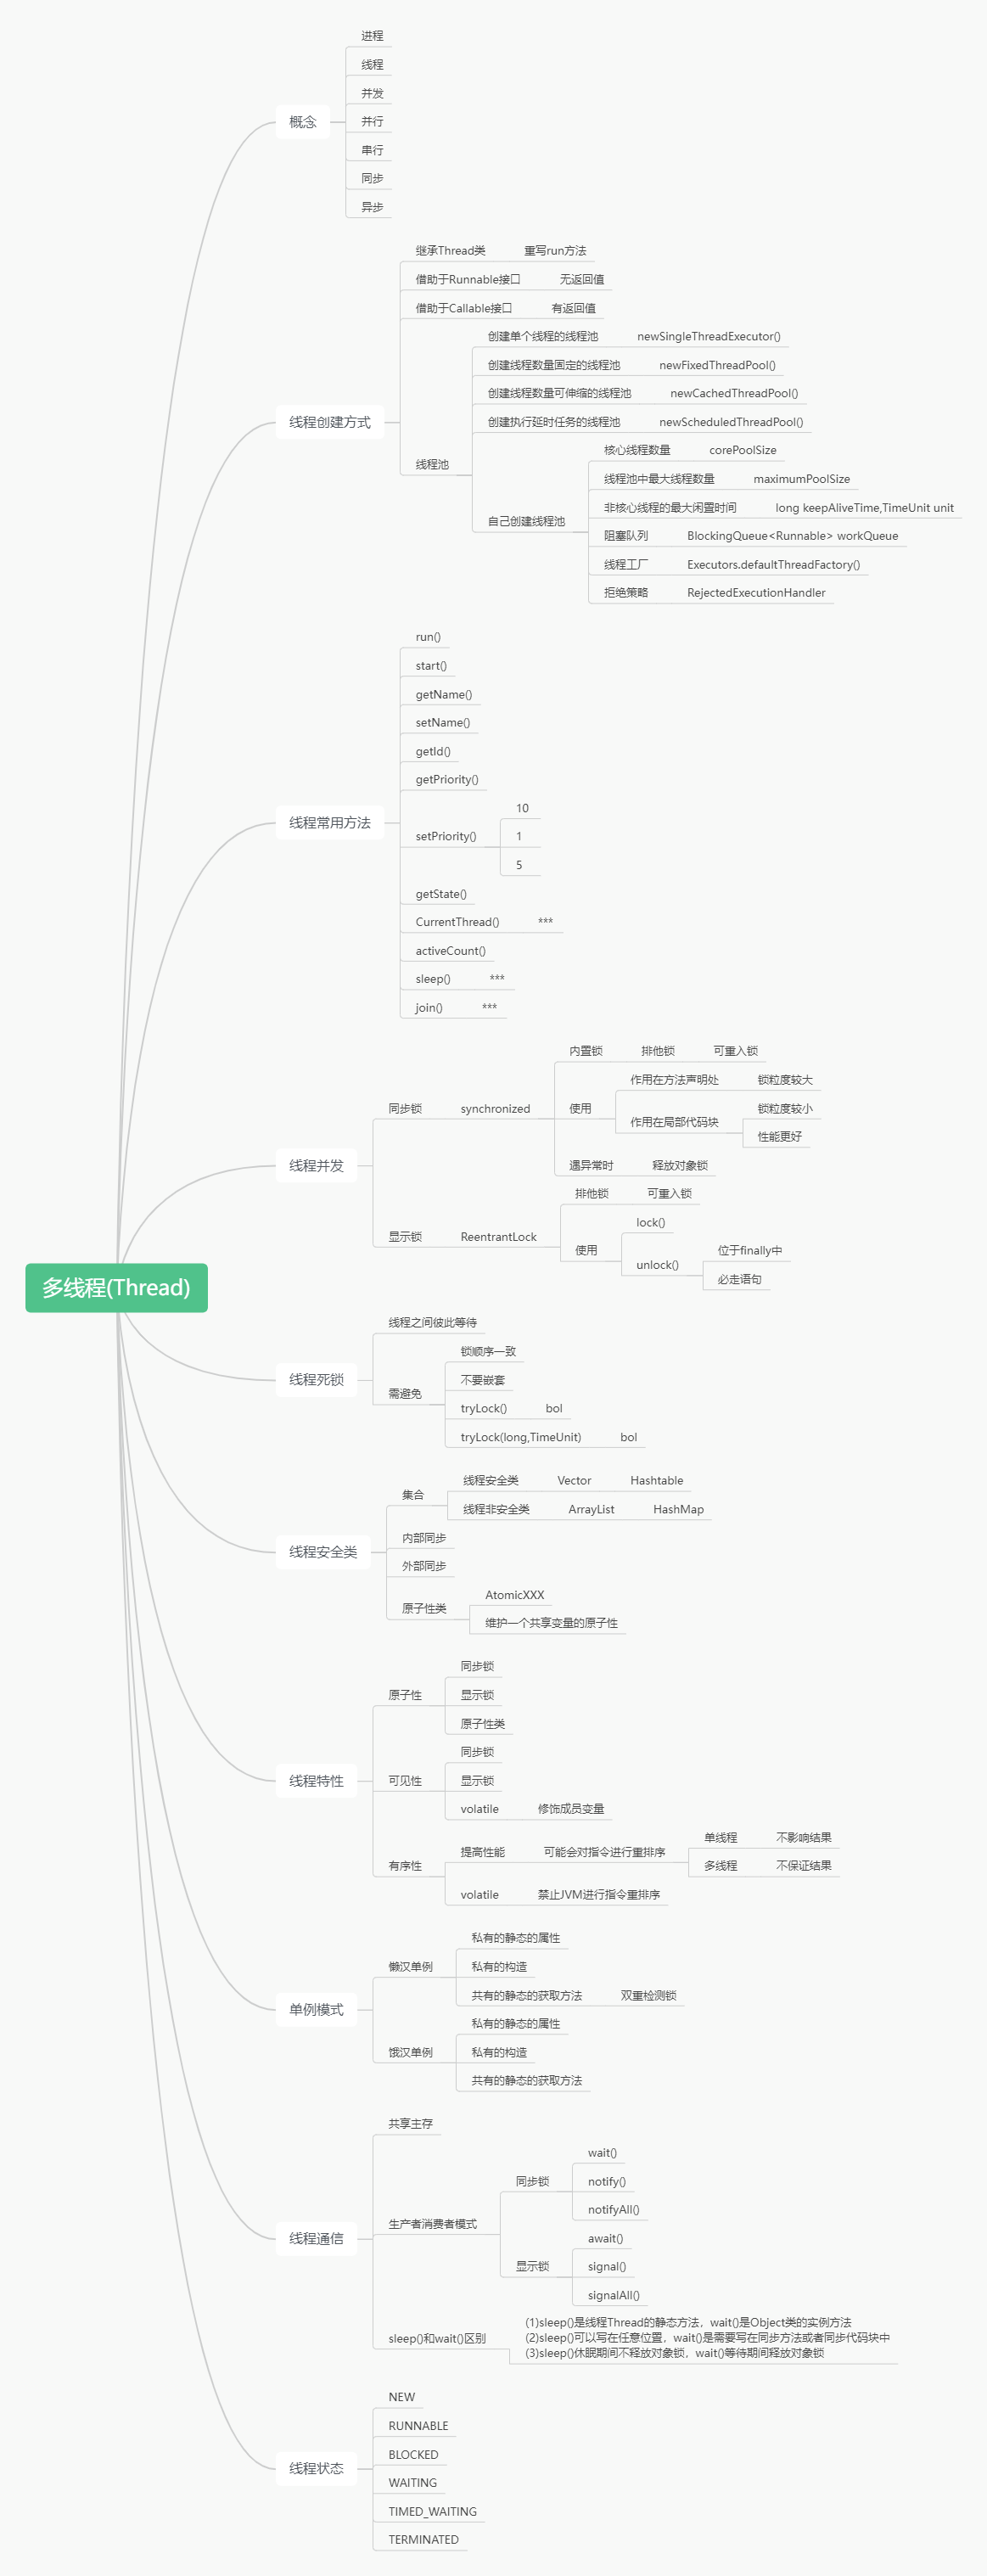 多线程(Thread)
概念
进程
线程
并发
并行
串行
同步
异步
线程创建方式
继承Thread类 重写run方法
借助于Runnable接口 无返回值
借助于Callable接口 有返回值
线程池
创建单个线程的线程池 newSingleThreadExecutor()
创建线程数量固定的线程池 newFixedThreadPool()
创建线程数量可伸缩的线程池 newCachedThreadPool()
创建执行延时任务的线程池 newScheduledThreadPool()
自己创建线程池
核心线程数量 corePoolSize
线程池中最大线程数量 maximumPoolSize
非核心线程的最大闲置时间 long keepAliveTime,TimeUnit unit
阻塞队列 BlockingQueue<Runnable> workQueue
线程工厂 Executors.defaultThreadFactory()
拒绝策略 RejectedExecutionHandler
线程常用方法
run()
start()
getName()
setName()
getId()
getPriority()
setPriority()
10
1
5
getState()
CurrentThread() ***
activeCount()
sleep() ***
join() ***
线程并发
同步锁 synchronized
内置锁 排他锁 可重入锁
使用
作用在方法声明处 锁粒度较大
作用在局部代码块
锁粒度较小
性能更好
遇异常时 释放对象锁
显示锁 ReentrantLock
排他锁 可重入锁
使用
lock()
unlock()
位于finally中
必走语句
线程死锁
线程之间彼此等待
需避免
锁顺序一致
不要嵌套
tryLock() bol
tryLock(long,TimeUnit) bol
线程安全类
集合
线程安全类 Vector Hashtable
线程非安全类 ArrayList HashMap
内部同步
外部同步
原子性类
AtomicXXX
维护一个共享变量的原子性
线程特性
原子性
同步锁
显示锁
原子性类
可见性
同步锁
显示锁
volatile 修饰成员变量
有序性
提高性能 可能会对指令进行重排序
单线程 不影响结果
多线程 不保证结果
volatile 禁止JVM进行指令重排序
单例模式
懒汉单例
私有的静态的属性
私有的构造
共有的静态的获取方法 双重检测锁
饿汉单例
私有的静态的属性
私有的构造
共有的静态的获取方法
线程通信
共享主存
生产者消费者模式
同步锁
wait()
notify()
notifyAll()
显示锁
await()
signal()
signalAll()
sleep()和wait()区别
(1)sleep()是线程Thread的静态方法，wait()是Object类的实例方法
(2)sleep()可以写在任意位置，wait()是需要写在同步方法或者同步代码块中
(3)sleep()休眠期间不释放对象锁，wait()等待期间释放对象锁
线程状态
NEW
RUNNABLE
BLOCKED
WAITING
TIMED_WAITING
TERMINATED